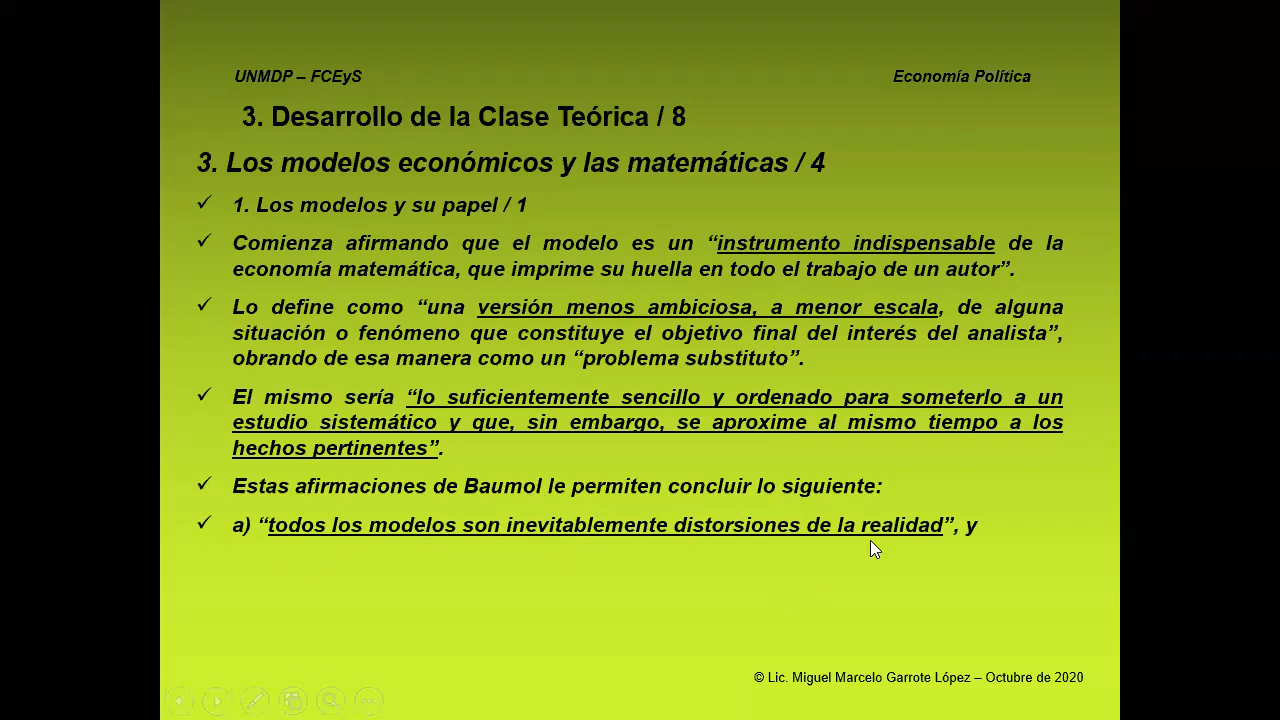 UNMDP – FCEyS
Economía Política
3. Desarrollo de la Clase Teórica / 8
3. Los modelos económicos y las matemáticas / 4
✓ 1. Los modelos y su papel / 1
✓ Comienza afirmando que el modelo es un “instrumento indispensable de la
economía matemática, que imprime su huella en todo el trabajo de un autor”.
✓ Lo define como “una versión menos ambiciosa, a menor escala, de alguna
situación o fenómeno que constituye el objetivo final del interés del analista”,
obrando de esa manera como un “problema substituto”.
✓ El mismo sería “lo suficientemente sencillo y ordenado para someterlo a un
estudio sistemático y que, sin embargo, se aproxime al mismo tiempo a los
hechos pertinentes”.
✓ Estas afirmaciones de Baumol le permiten concluir lo siguiente:
✓ a) “todos los modelos son inevitablemente distorsiones de la realidad”, y
© Lic. Miguel Marcelo Garrote López – Octubre de 2020